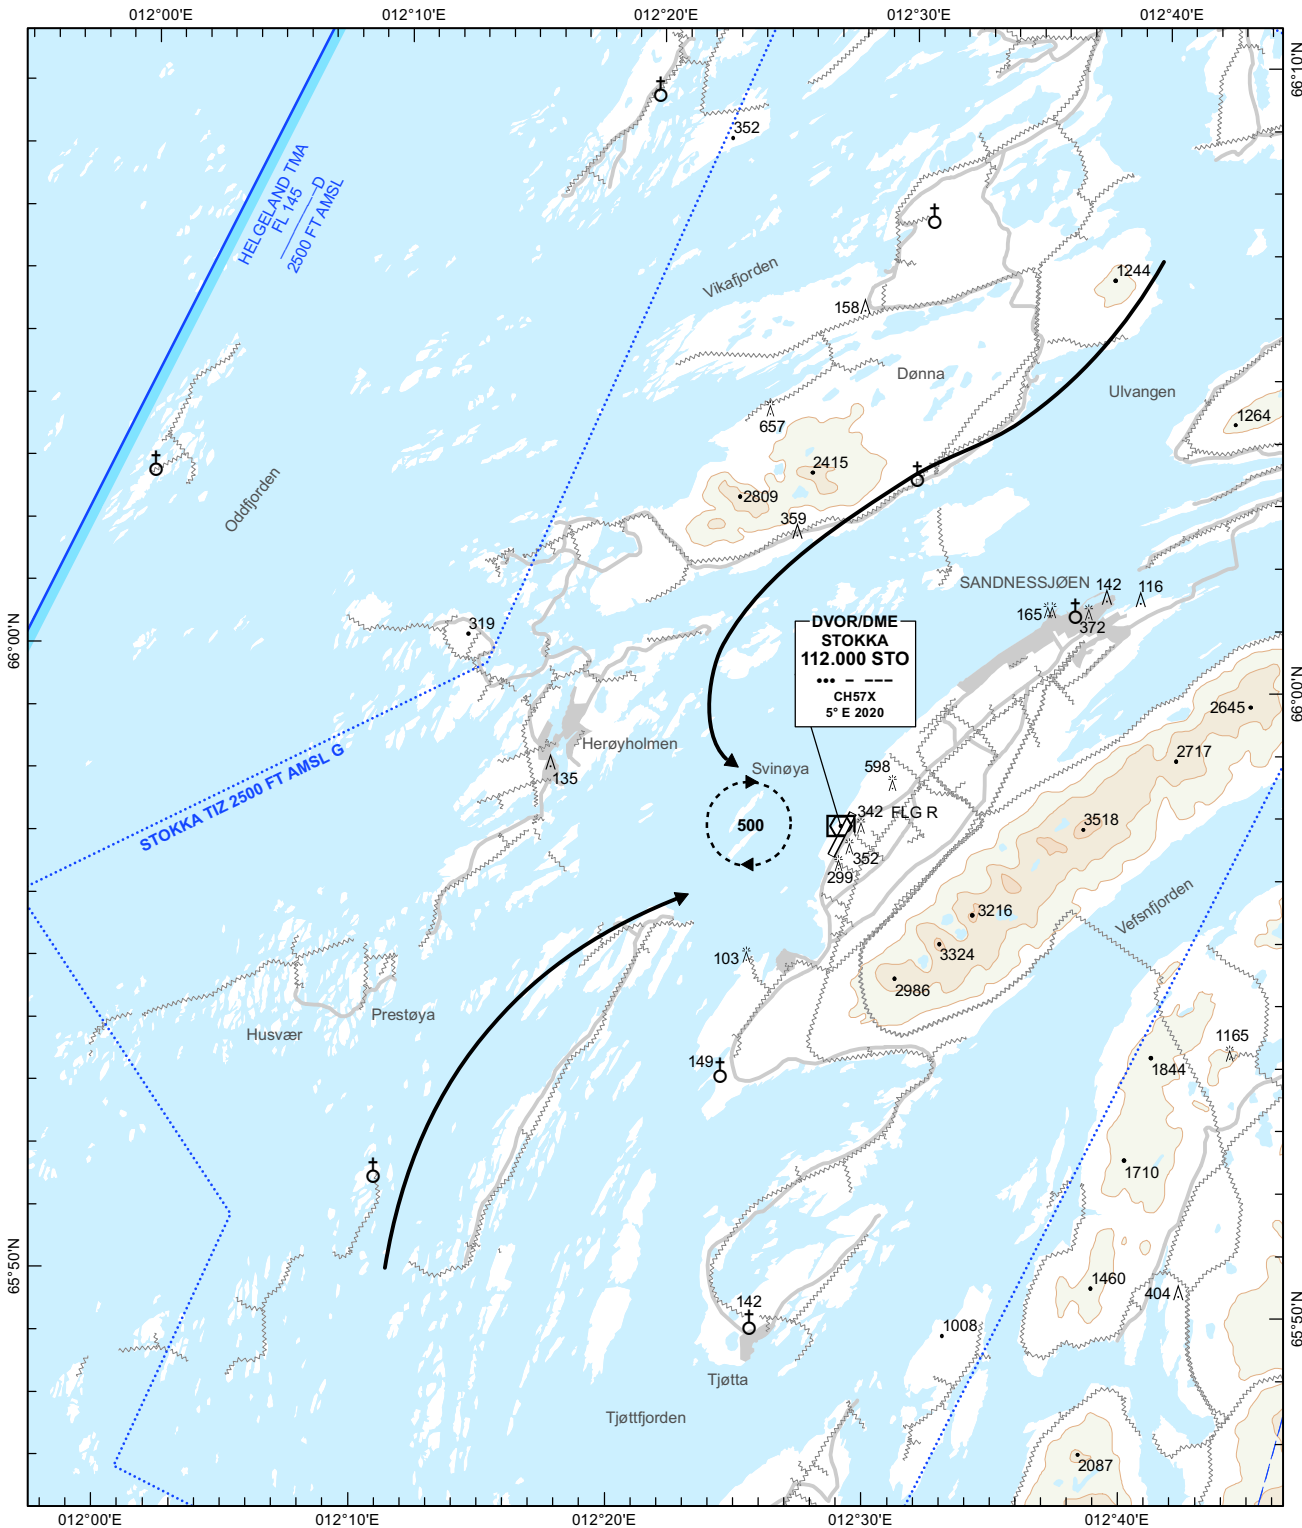 012°00'E
012°10'E
012°20'E
012°30'E
012°40'E
66°10'N
352
HELGELAND TMA
FL 145
D
2500 FT AMSL
Vikafjorden
1244
158
Dønna
Ulvangen
657
1264
2415
2809
Oddfjorden
359
SANDNESSJØEN
142
116
165
372
319
66°00'N
66°00'N
DVOR/DME
STOKKA
112.000 STO
CH57X
5° E 2020
2645
Herøyholmen
2717
135
Svinøya
598
STOKKA TIZ 2500 FT AMSL G
500
342
FLG R
3518
352
299
3216
Vefsnfjorden
3324
103
2986
Prestøya
Husvær
1165
149
1844
1710
65°50'N
65°50'N
1460
404
142
1008
Tjøtta
Tjøttfjorden
2087
012°00'E
012°10'E
012°20'E
012°30'E
012°40'E